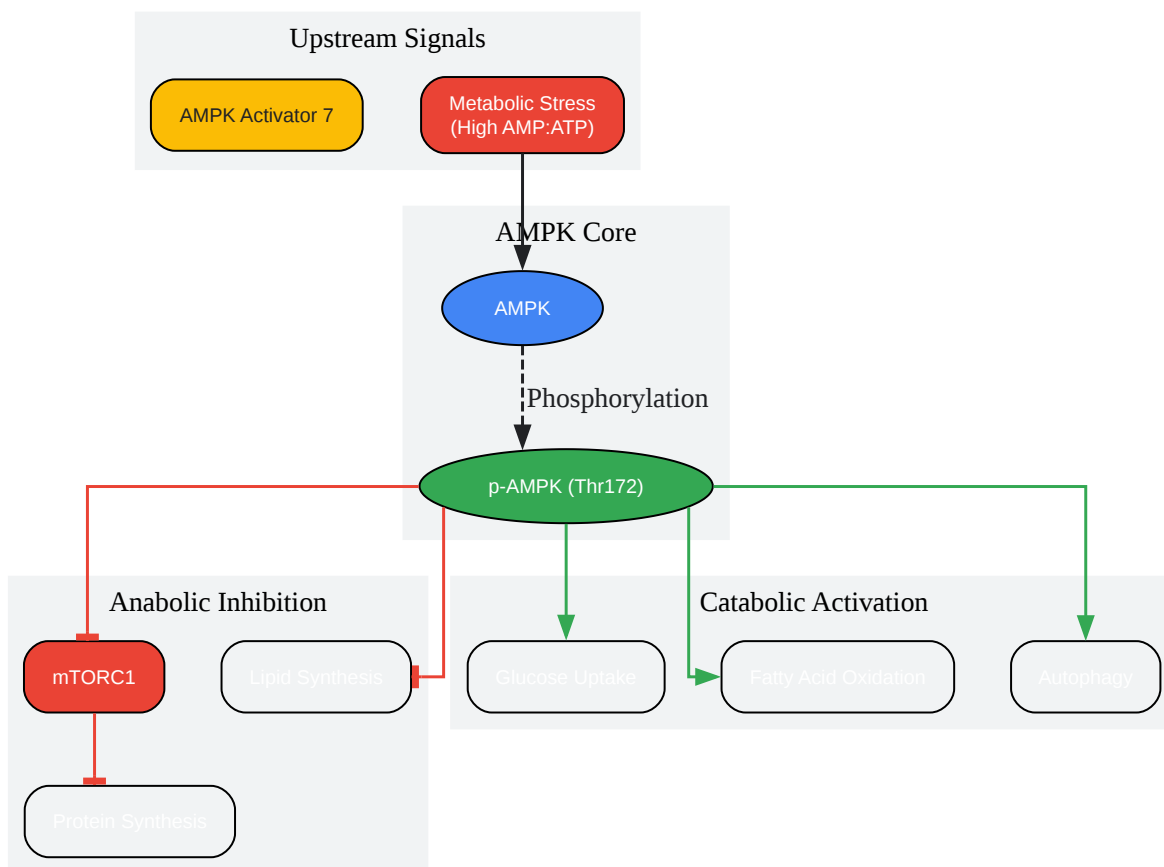 Upstream Signals
AMPK Activator 7
Metabolic Stress
(High AMP:ATP)
AMPK Core
AMPK
Phosphorylation
p-AMPK (Thr172)
Anabolic Inhibition
Catabolic Activation
mTORC1
Lipid Synthesis
Glucose Uptake
Fatty Acid Oxidation
Autophagy
Protein Synthesis